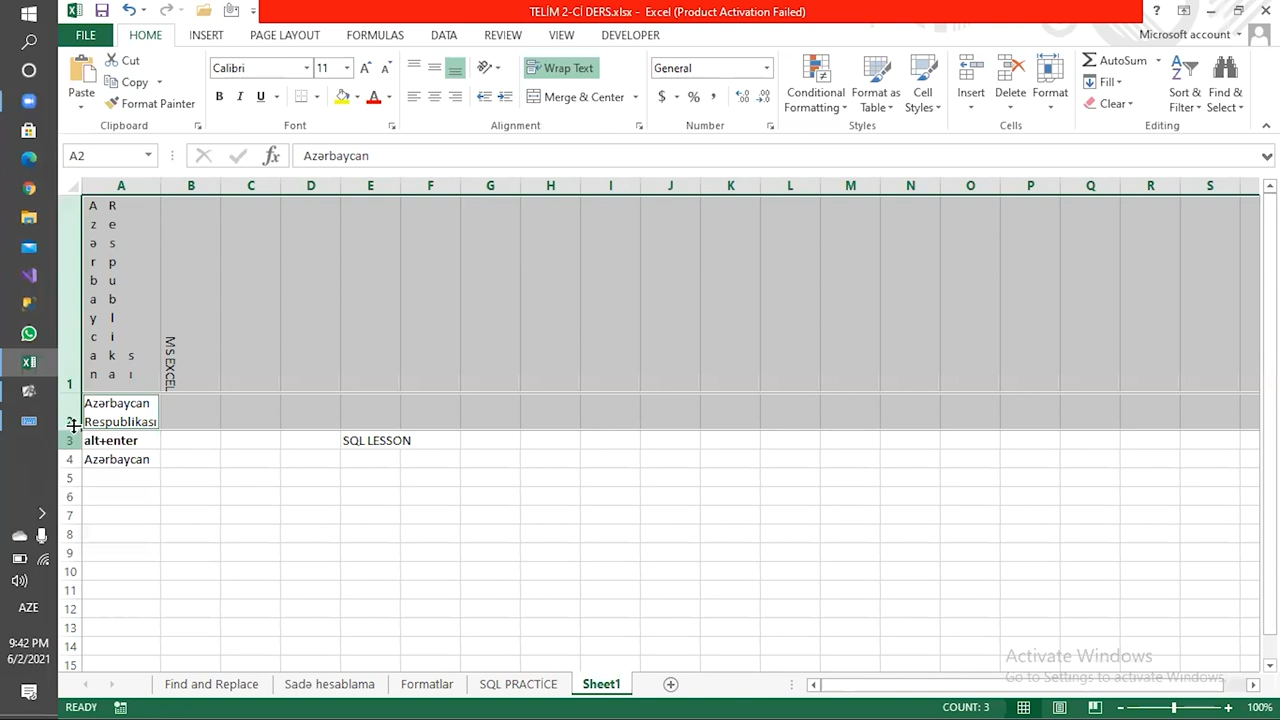 TELİM 2-Cİ DERS.xlsx - Excel (Product Activation Failed)
FILE HOME INSERT PAGE LAYOUT FORMULAS DATA REVIEW VIEW DEVELOPER Microsoft account
Paste Cut Copy Format Painter Clipboard
Calibri 11 B I U A Font
Wrap Text Merge & Center Alignment
General $ % , Number
Conditional Formatting Format as Table Cell Styles Styles
Insert Delete Format Cells
AutoSum Fill Clear Sort & Filter Find & Select Editing
A2 fx Azərbaycan
A B C D E F G H I J K L M N O P Q R S
1 Azərbaycan Respublikası MS EXCEL
2 Azərbaycan
Respublikası
3 alt+enter SQL LESSON
4 Azərbaycan
5
6
7
8
9
10
11
12
13
14
15
Activate Windows
Go to Settings to activate Windows.
Find and Replace Sadə hesablama Formatlar SQL PRACTİCE Sheet1
READY COUNT: 3 100%
AZE
9:42 PM
6/2/2021